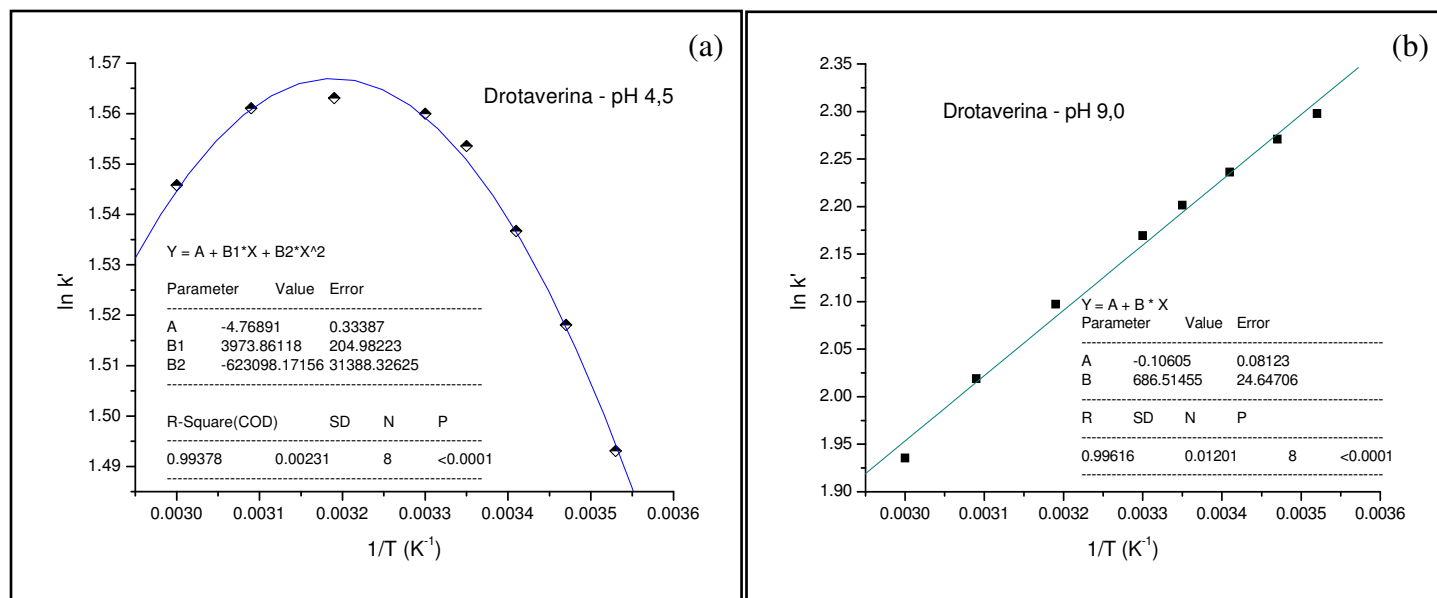 (a)
Drotaverina - pH 4,5
1.57
1.56
1.55
1.54
1.53
1.52
1.51
1.50
1.49
ln k'
Y = A + B1*X + B2*X^2
Parameter Value Error
A -4.76891 0.33387
B1 3973.86118 204.98223
B2 -623098.17156 31388.32625
R-Square(COD) SD N P
0.99378 0.00231 8 <0.0001
0.0030 0.0031 0.0032 0.0033 0.0034 0.0035 0.0036
1/T (K⁻¹)
(b)
Drotaverina - pH 9,0
2.35
2.30
2.25
2.20
2.15
2.10
2.05
2.00
1.95
1.90
ln k'
Y = A + B * X
Parameter Value Error
A -0.10605 0.08123
B 686.51455 24.64706
R SD N P
0.99616 0.01201 8 <0.0001
0.0030 0.0031 0.0032 0.0033 0.0034 0.0035 0.0036
1/T (K⁻¹)